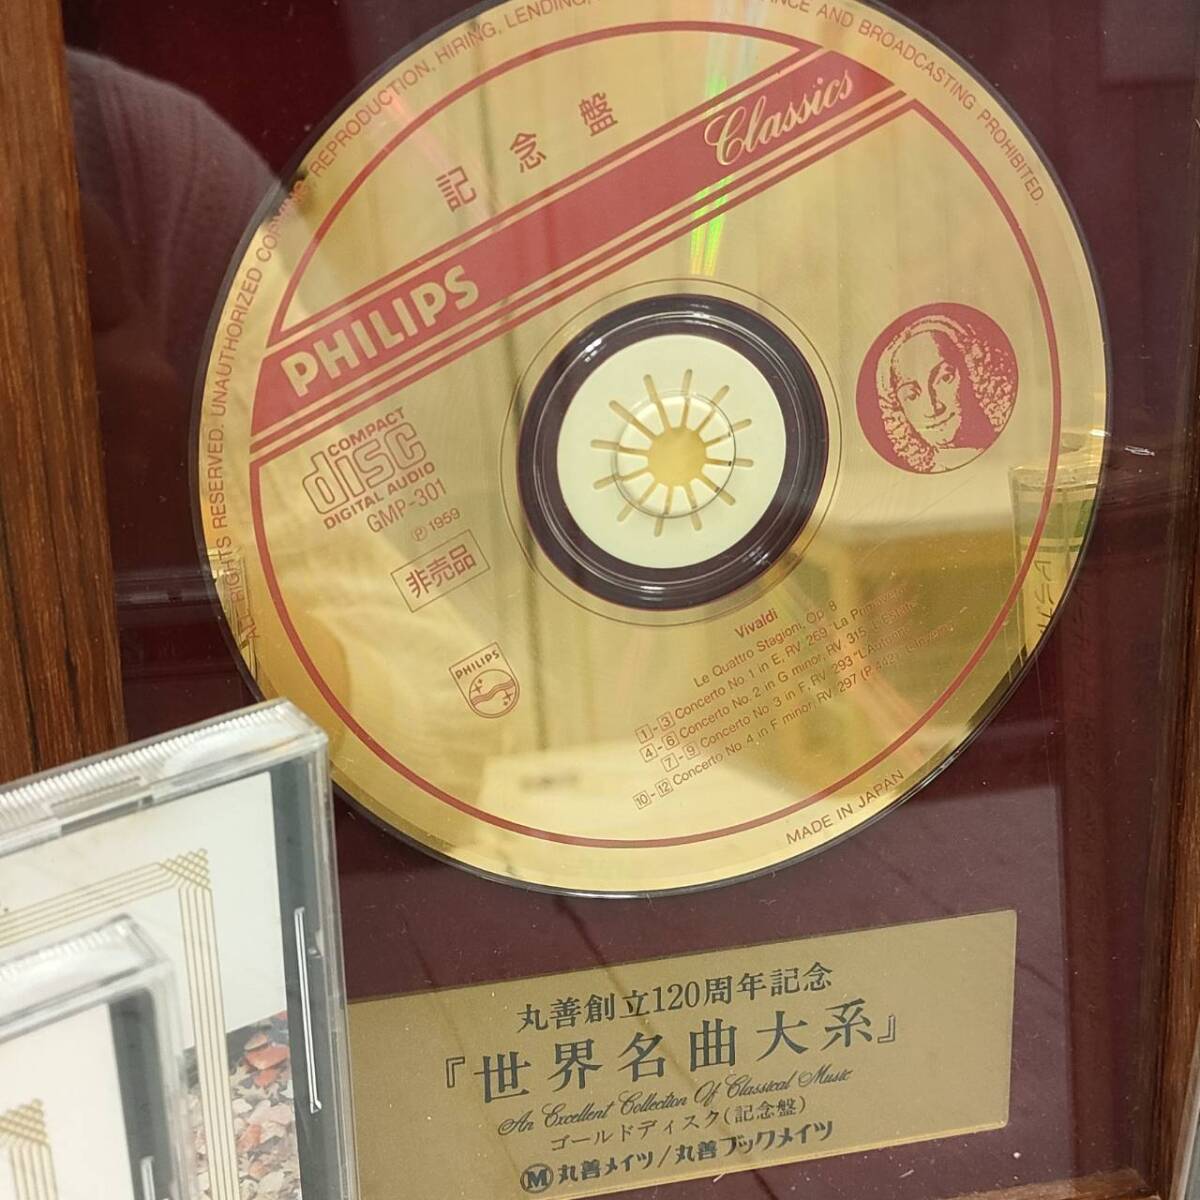 ALL RIGHTS RESERVED. UNAUTHORIZED COPYING, REPRODUCTION, HIRING, LENDING, PUBLIC PERFORMANCE AND BROADCASTING PROHIBITED.
記念盤
Classics
PHILIPS
COMPACT
disc
DIGITAL AUDIO
GMP-301
Ⓟ 1959
非売品
PHILIPS
Vivaldi
Le Quattro Stagioni, Op. 8
1-3 Concerto No. 1 in E, RV. 269 "La Primavera"
4-6 Concerto No. 2 in G minor, RV. 315, "L'Estate"
7-9 Concerto No. 3 in F, RV. 293 "L'Autunno"
10-12 Concerto No. 4 in F minor, RV. 297 (P. 442), "L'Inverno"
MADE IN JAPAN
丸善創立120周年記念
『世界名曲大系』
An Excellent Collection Of Classical Music
ゴールドディスク(記念盤)
M 丸善メイツ/丸善ブックメイツ